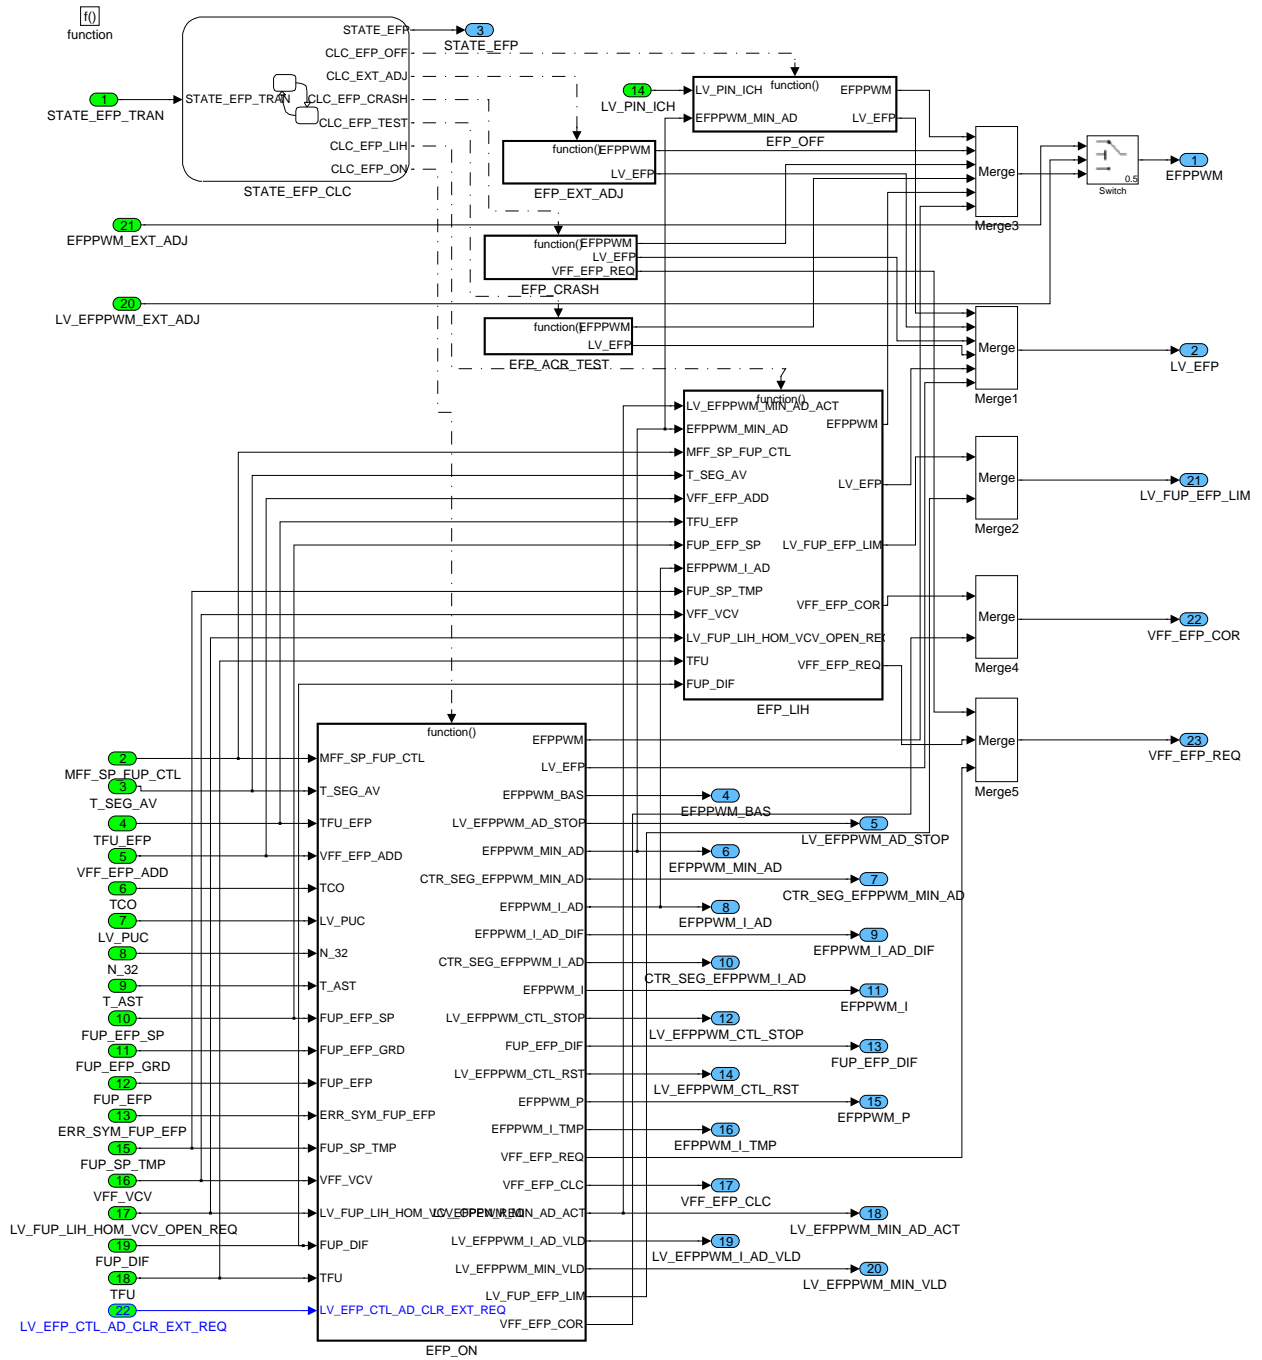 f()
function
STATE_EFP
CLC_EFP_OFF
CLC_EXT_ADJ
STATE_EFP_TRAN
CLC_EFP_CRASH
CLC_EFP_TEST
CLC_EFP_LIH
CLC_EFP_ON
STATE_EFP_CLC
1
STATE_EFP_TRAN
3
STATE_EFP
14
LV_PIN_ICH
function()
LV_PIN_ICH
EFPPWM
EFPPWM_MIN_AD
LV_EFP
EFP_OFF
function()
EFPPWM
LV_EFP
EFP_EXT_ADJ
Merge
Merge3
0.5
Switch
1
EFPPWM
21
EFPPWM_EXT_ADJ
function()
EFPPWM
LV_EFP
VFF_EFP_REQ
EFP_CRASH
20
LV_EFPPWM_EXT_ADJ
function()
EFPPWM
LV_EFP
EFP_ACR_TEST
Merge
Merge1
2
LV_EFP
function()
LV_EFPPWM_MIN_AD_ACT
EFPPWM_MIN_AD
MFF_SP_FUP_CTL
T_SEG_AV
VFF_EFP_ADD
TFU_EFP
FUP_EFP_SP
EFPPWM_I_AD
FUP_SP_TMP
VFF_VCV
LV_FUP_LIH_HOM_VCV_OPEN_REQ
TFU
FUP_DIF
EFPPWM
LV_EFP
LV_FUP_EFP_LIM
VFF_EFP_COR
VFF_EFP_REQ
EFP_LIH
Merge
Merge2
21
LV_FUP_EFP_LIM
Merge
Merge4
22
VFF_EFP_COR
Merge
Merge5
23
VFF_EFP_REQ
2
MFF_SP_FUP_CTL
3
T_SEG_AV
4
TFU_EFP
5
VFF_EFP_ADD
6
TCO
7
LV_PUC
8
N_32
9
T_AST
10
FUP_EFP_SP
11
FUP_EFP_GRD
12
FUP_EFP
13
ERR_SYM_FUP_EFP
15
FUP_SP_TMP
16
VFF_VCV
17
LV_FUP_LIH_HOM_VCV_OPEN_REQ
19
FUP_DIF
18
TFU
22
LV_EFP_CTL_AD_CLR_EXT_REQ
function()
MFF_SP_FUP_CTL
T_SEG_AV
TFU_EFP
VFF_EFP_ADD
TCO
LV_PUC
N_32
T_AST
FUP_EFP_SP
FUP_EFP_GRD
FUP_EFP
ERR_SYM_FUP_EFP
FUP_SP_TMP
VFF_VCV
LV_FUP_LIH_HOM_VCV_OPEN_REQ
FUP_DIF
TFU
LV_EFP_CTL_AD_CLR_EXT_REQ
EFPPWM
LV_EFP
EFPPWM_BAS
LV_EFPPWM_AD_STOP
EFPPWM_MIN_AD
CTR_SEG_EFPPWM_MIN_AD
EFPPWM_I_AD
EFPPWM_I_AD_DIF
CTR_SEG_EFPPWM_I_AD
EFPPWM_I
LV_EFPPWM_CTL_STOP
FUP_EFP_DIF
LV_EFPPWM_CTL_RST
EFPPWM_P
EFPPWM_I_TMP
VFF_EFP_REQ
VFF_EFP_CLC
LV_EFPPWM_MIN_AD_ACT
LV_EFPPWM_I_AD_VLD
LV_EFPPWM_MIN_VLD
LV_FUP_EFP_LIM
VFF_EFP_COR
EFP_ON
4
EFPPWM_BAS
5
LV_EFPPWM_AD_STOP
6
EFPPWM_MIN_AD
7
CTR_SEG_EFPPWM_MIN_AD
8
EFPPWM_I_AD
9
EFPPWM_I_AD_DIF
10
CTR_SEG_EFPPWM_I_AD
11
EFPPWM_I
12
LV_EFPPWM_CTL_STOP
13
FUP_EFP_DIF
14
LV_EFPPWM_CTL_RST
15
EFPPWM_P
16
EFPPWM_I_TMP
17
VFF_EFP_CLC
18
LV_EFPPWM_MIN_AD_ACT
19
LV_EFPPWM_I_AD_VLD
20
LV_EFPPWM_MIN_VLD